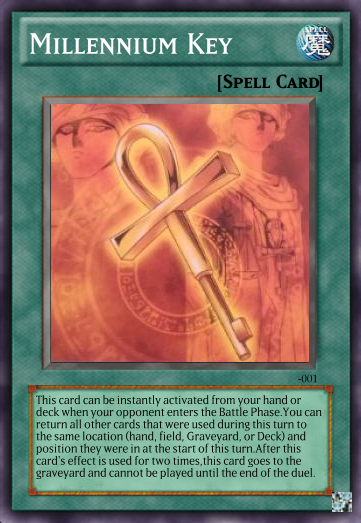 MILLENNIUM KEY
SPELL
魔
[SPELL CARD]
-001
This card can be instantly activated from your hand or
deck when your opponent enters the Battle Phase.You can
return all other cards that were used during this turn to
the same location (hand, field, Graveyard, or Deck) and
position they were in at the start of this turn.After this
card's effect is used for two times,this card goes to the
graveyard and cannot be played until the end of the duel.